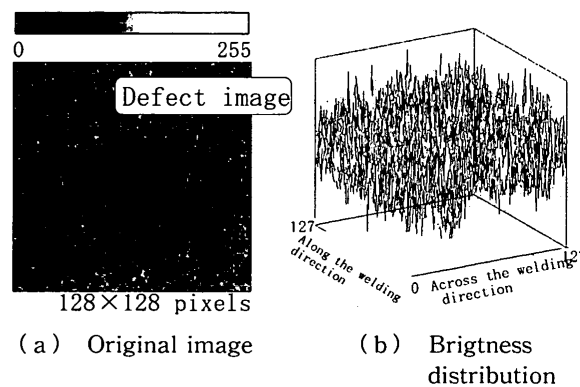 0 255
Defect image
128×128 pixels
(a) Original image
127
Along the welding
direction
0 Across the welding
direction
12
(b) Brigtness
distribution